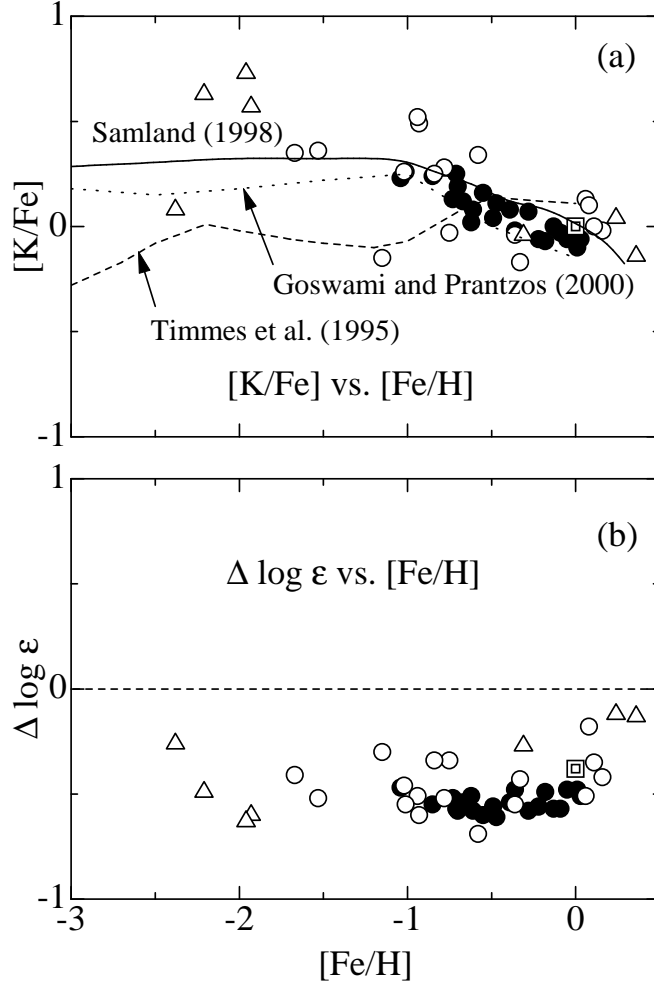 1
(a)
Samland (1998)
[K/Fe]
0
Goswami and Prantzos (2000)
Timmes et al. (1995)
[K/Fe] vs. [Fe/H]
-1
1
(b)
Δ log ε vs. [Fe/H]
Δ log ε
0
-1
-3 -2 -1 0
[Fe/H]